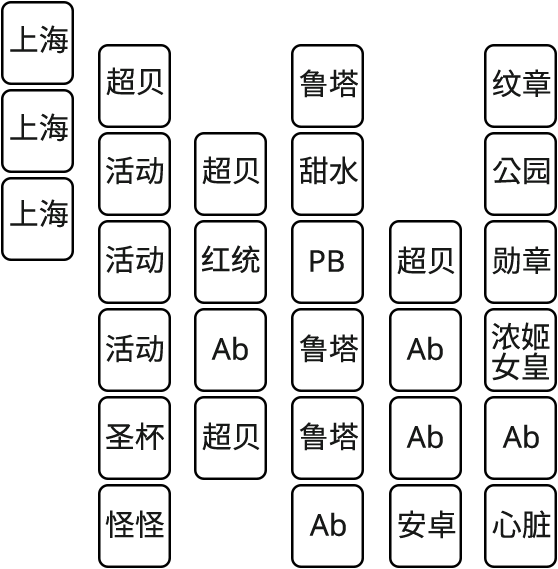 上海
超贝 鲁塔 纹章
上海
活动 超贝 甜水 公园
上海
活动 红统 PB 超贝 勋章
活动 Ab 鲁塔 Ab 浓姬
女皇
圣杯 超贝 鲁塔 Ab Ab
怪怪 Ab 安卓 心脏